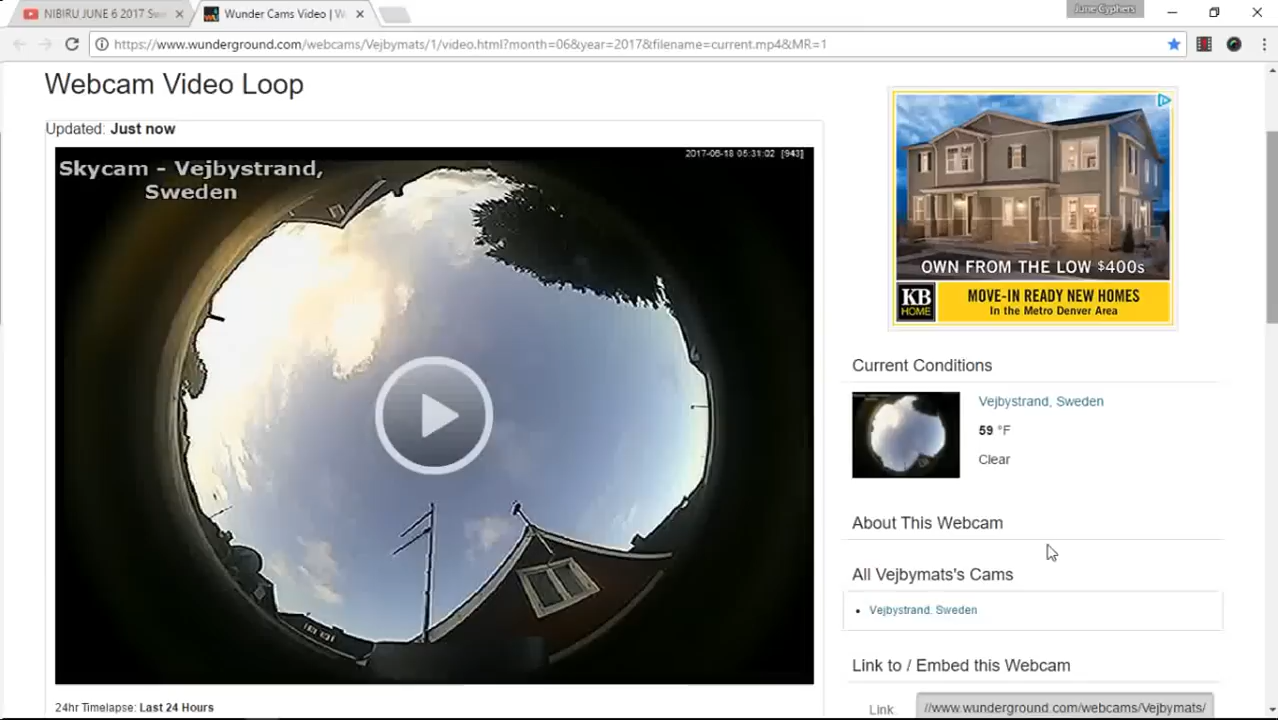 NIBIRU JUNE 6 2017 Swe
Wunder Cams Video | W
June Cyphers
https://www.wunderground.com/webcams/Vejbymats/1/video.html?month=06&year=2017&filename=current.mp4&MR=1
Webcam Video Loop
Updated: Just now
Skycam - Vejbystrand,
Sweden
2017-06-18 05:31:02 [943]
OWN FROM THE LOW $400s
KB
HOME
MOVE-IN READY NEW HOMES
In the Metro Denver Area
Current Conditions
Vejbystrand, Sweden
59 °F
Clear
About This Webcam
All Vejbymats's Cams
Vejbystrand, Sweden
Link to / Embed this Webcam
Link
//www.wunderground.com/webcams/Vejbymats/
24hr Timelapse: Last 24 Hours